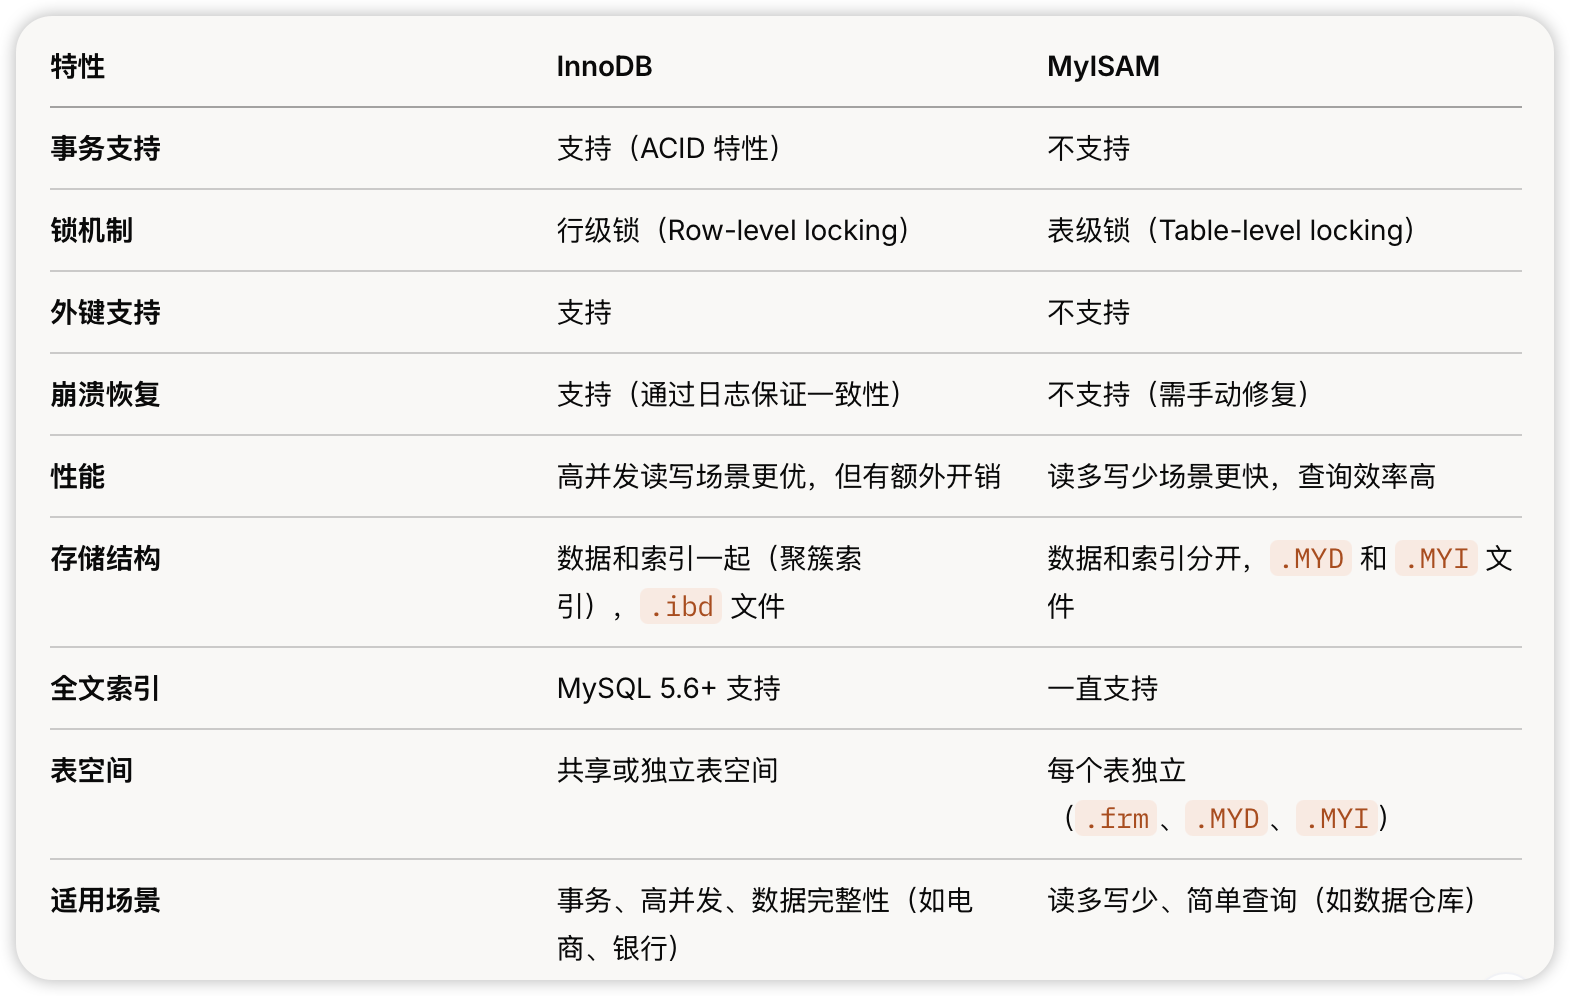 特性 InnoDB MyISAM
事务支持 支持（ACID 特性） 不支持
锁机制 行级锁（Row-level locking） 表级锁（Table-level locking）
外键支持 支持 不支持
崩溃恢复 支持（通过日志保证一致性） 不支持（需手动修复）
性能 高并发读写场景更优，但有额外开销 读多写少场景更快，查询效率高
存储结构 数据和索引一起（聚簇索 数据和索引分开，.MYD 和 .MYI 文
引），.ibd 文件 件
全文索引 MySQL 5.6+ 支持 一直支持
表空间 共享或独立表空间 每个表独立
（.frm、.MYD、.MYI）
适用场景 事务、高并发、数据完整性（如电 读多写少、简单查询（如数据仓库）
商、银行）